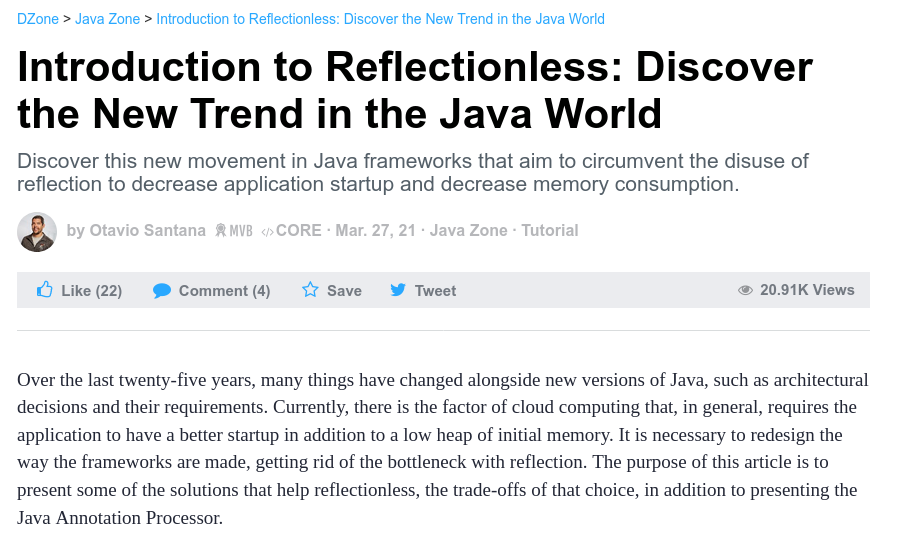 DZone > Java Zone > Introduction to Reflectionless: Discover the New Trend in the Java World
Introduction to Reflectionless: Discover
the New Trend in the Java World
Discover this new movement in Java frameworks that aim to circumvent the disuse of
reflection to decrease application startup and decrease memory consumption.
by Otavio Santana MVB </>CORE · Mar. 27, 21 · Java Zone · Tutorial
Like (22) Comment (4) Save Tweet 20.91K Views
Over the last twenty-five years, many things have changed alongside new versions of Java, such as architectural
decisions and their requirements. Currently, there is the factor of cloud computing that, in general, requires the
application to have a better startup in addition to a low heap of initial memory. It is necessary to redesign the
way the frameworks are made, getting rid of the bottleneck with reflection. The purpose of this article is to
present some of the solutions that help reflectionless, the trade-offs of that choice, in addition to presenting the
Java Annotation Processor.